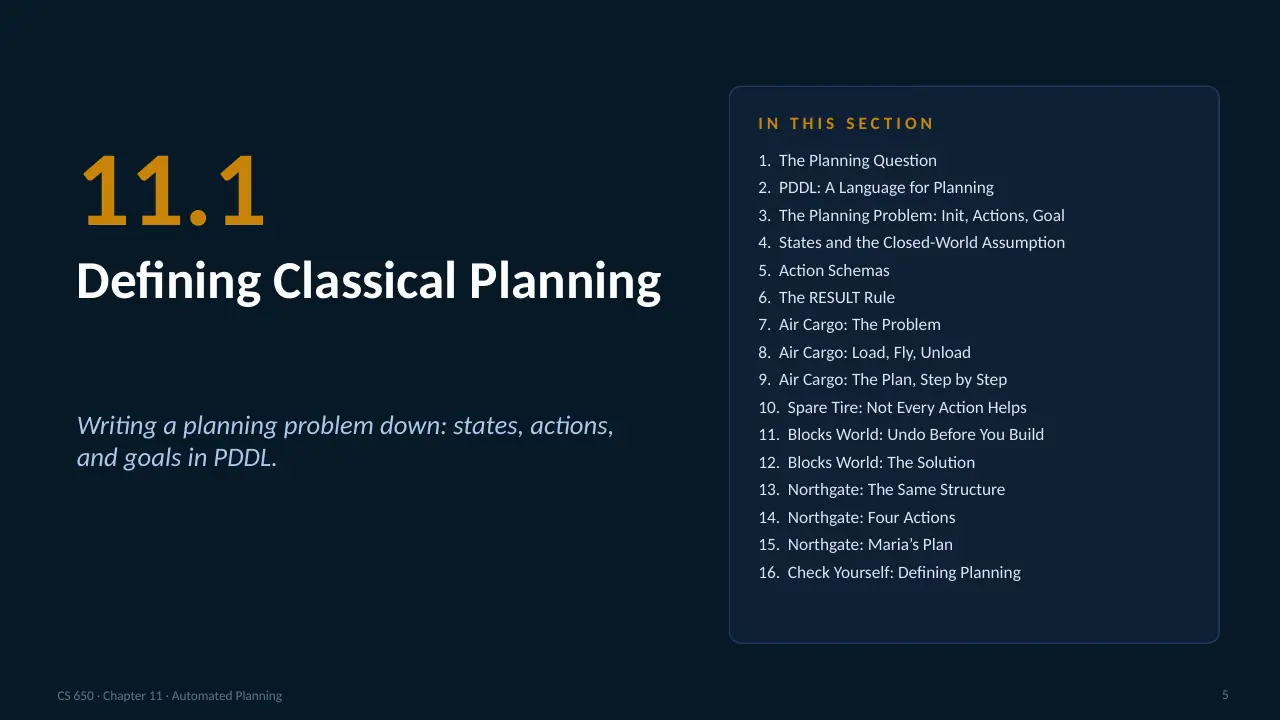 11.1
Defining Classical Planning
Writing a planning problem down: states, actions,
and goals in PDDL.
IN THIS SECTION
1. The Planning Question
2. PDDL: A Language for Planning
3. The Planning Problem: Init, Actions, Goal
4. States and the Closed-World Assumption
5. Action Schemas
6. The RESULT Rule
7. Air Cargo: The Problem
8. Air Cargo: Load, Fly, Unload
9. Air Cargo: The Plan, Step by Step
10. Spare Tire: Not Every Action Helps
11. Blocks World: Undo Before You Build
12. Blocks World: The Solution
13. Northgate: The Same Structure
14. Northgate: Four Actions
15. Northgate: Maria’s Plan
16. Check Yourself: Defining Planning
CS 650 · Chapter 11 · Automated Planning
5